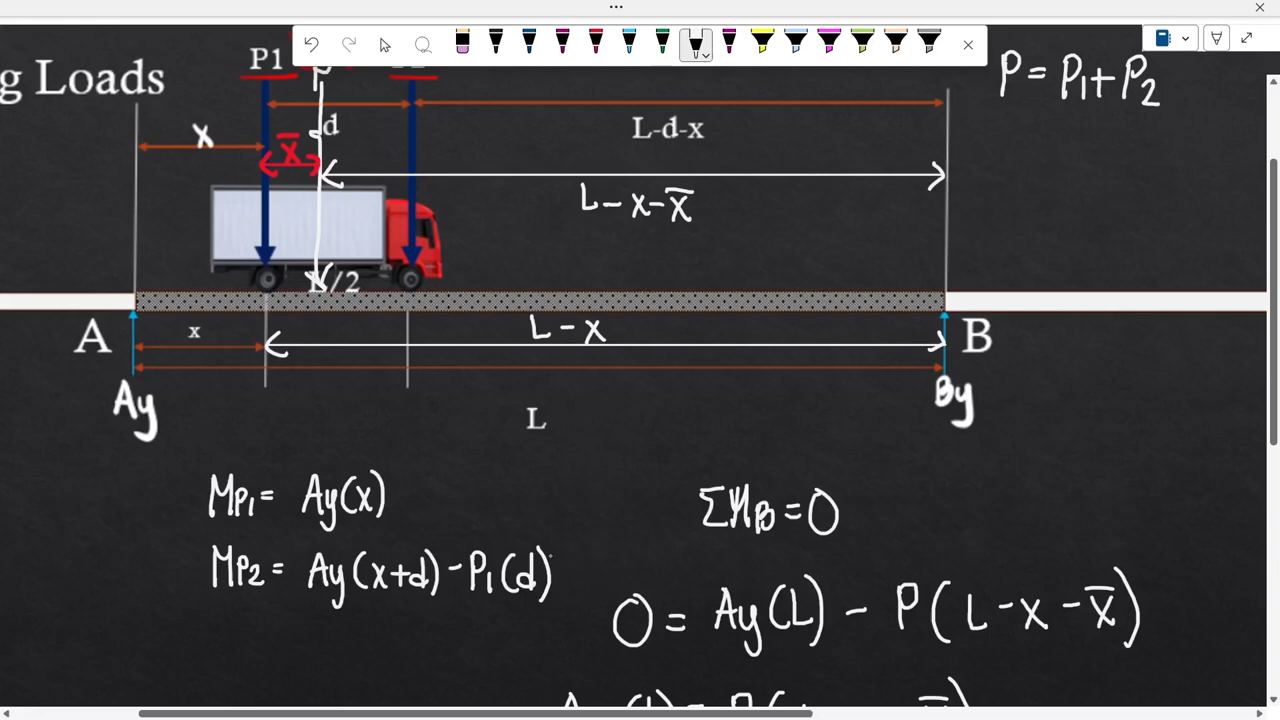 g Loads
P1
P = P1 + P2
d
L-d-x
x
x̄
L - x - x̄
/2
L - x
x
A
B
Ay
By
L
Mp1 = Ay(x)
ΣMB = 0
Mp2 = Ay(x+d) - P1(d)
0 = Ay(L) - P(L - x - x̄)